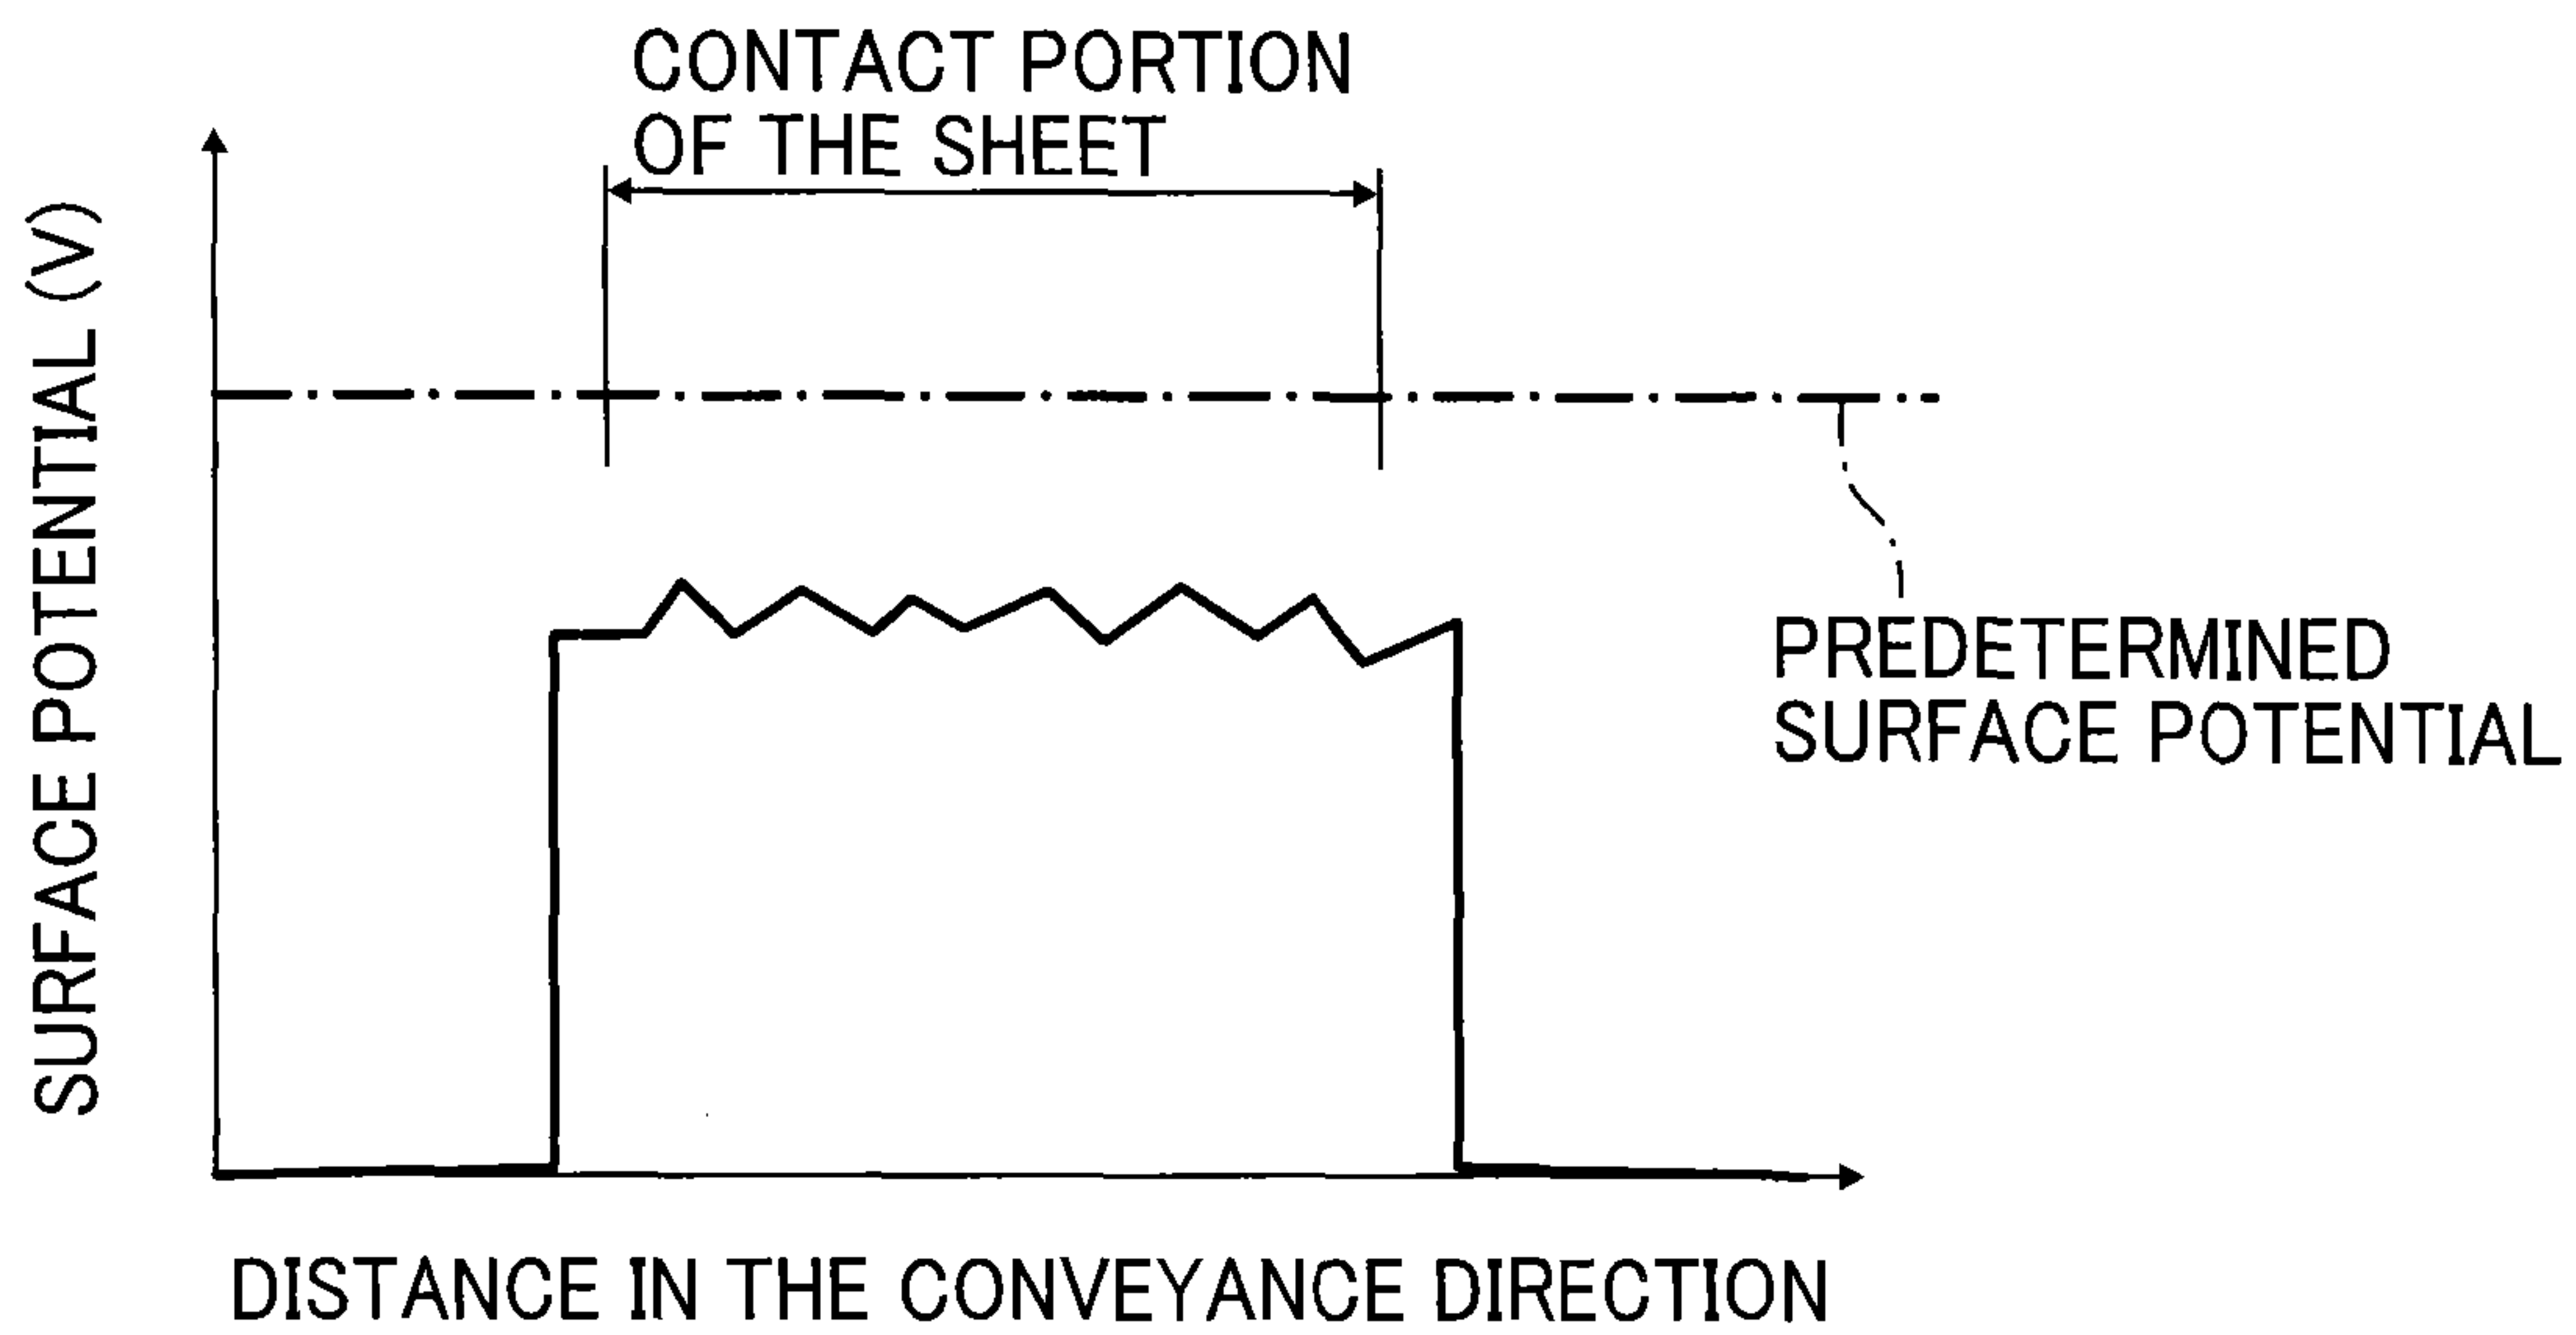 CONTACT PORTION
OF THE SHEET
SURFACE POTENTIAL (V)
PREDETERMINED
SURFACE POTENTIAL
DISTANCE IN THE CONVEYANCE DIRECTION